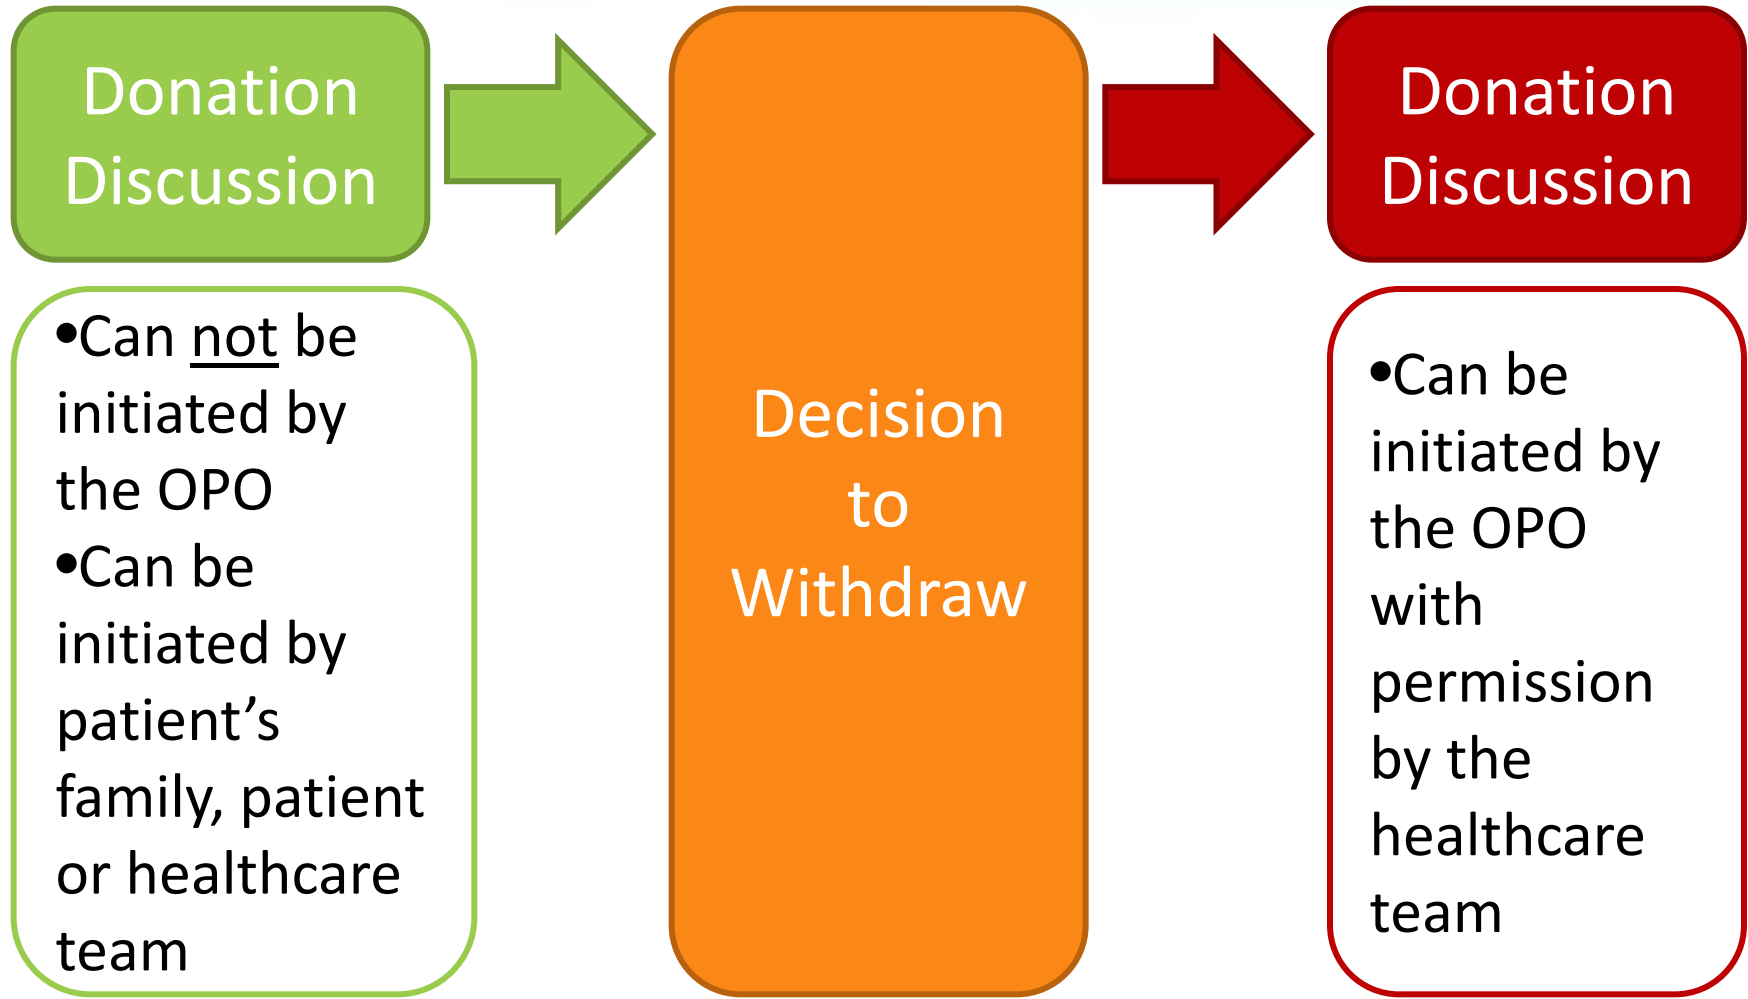 Donation
Discussion
•Can not be
initiated by
the OPO
•Can be
initiated by
patient’s
family, patient
or healthcare
team
Decision
to
Withdraw
Donation
Discussion
•Can be
initiated by
the OPO
with
permission
by the
healthcare
team